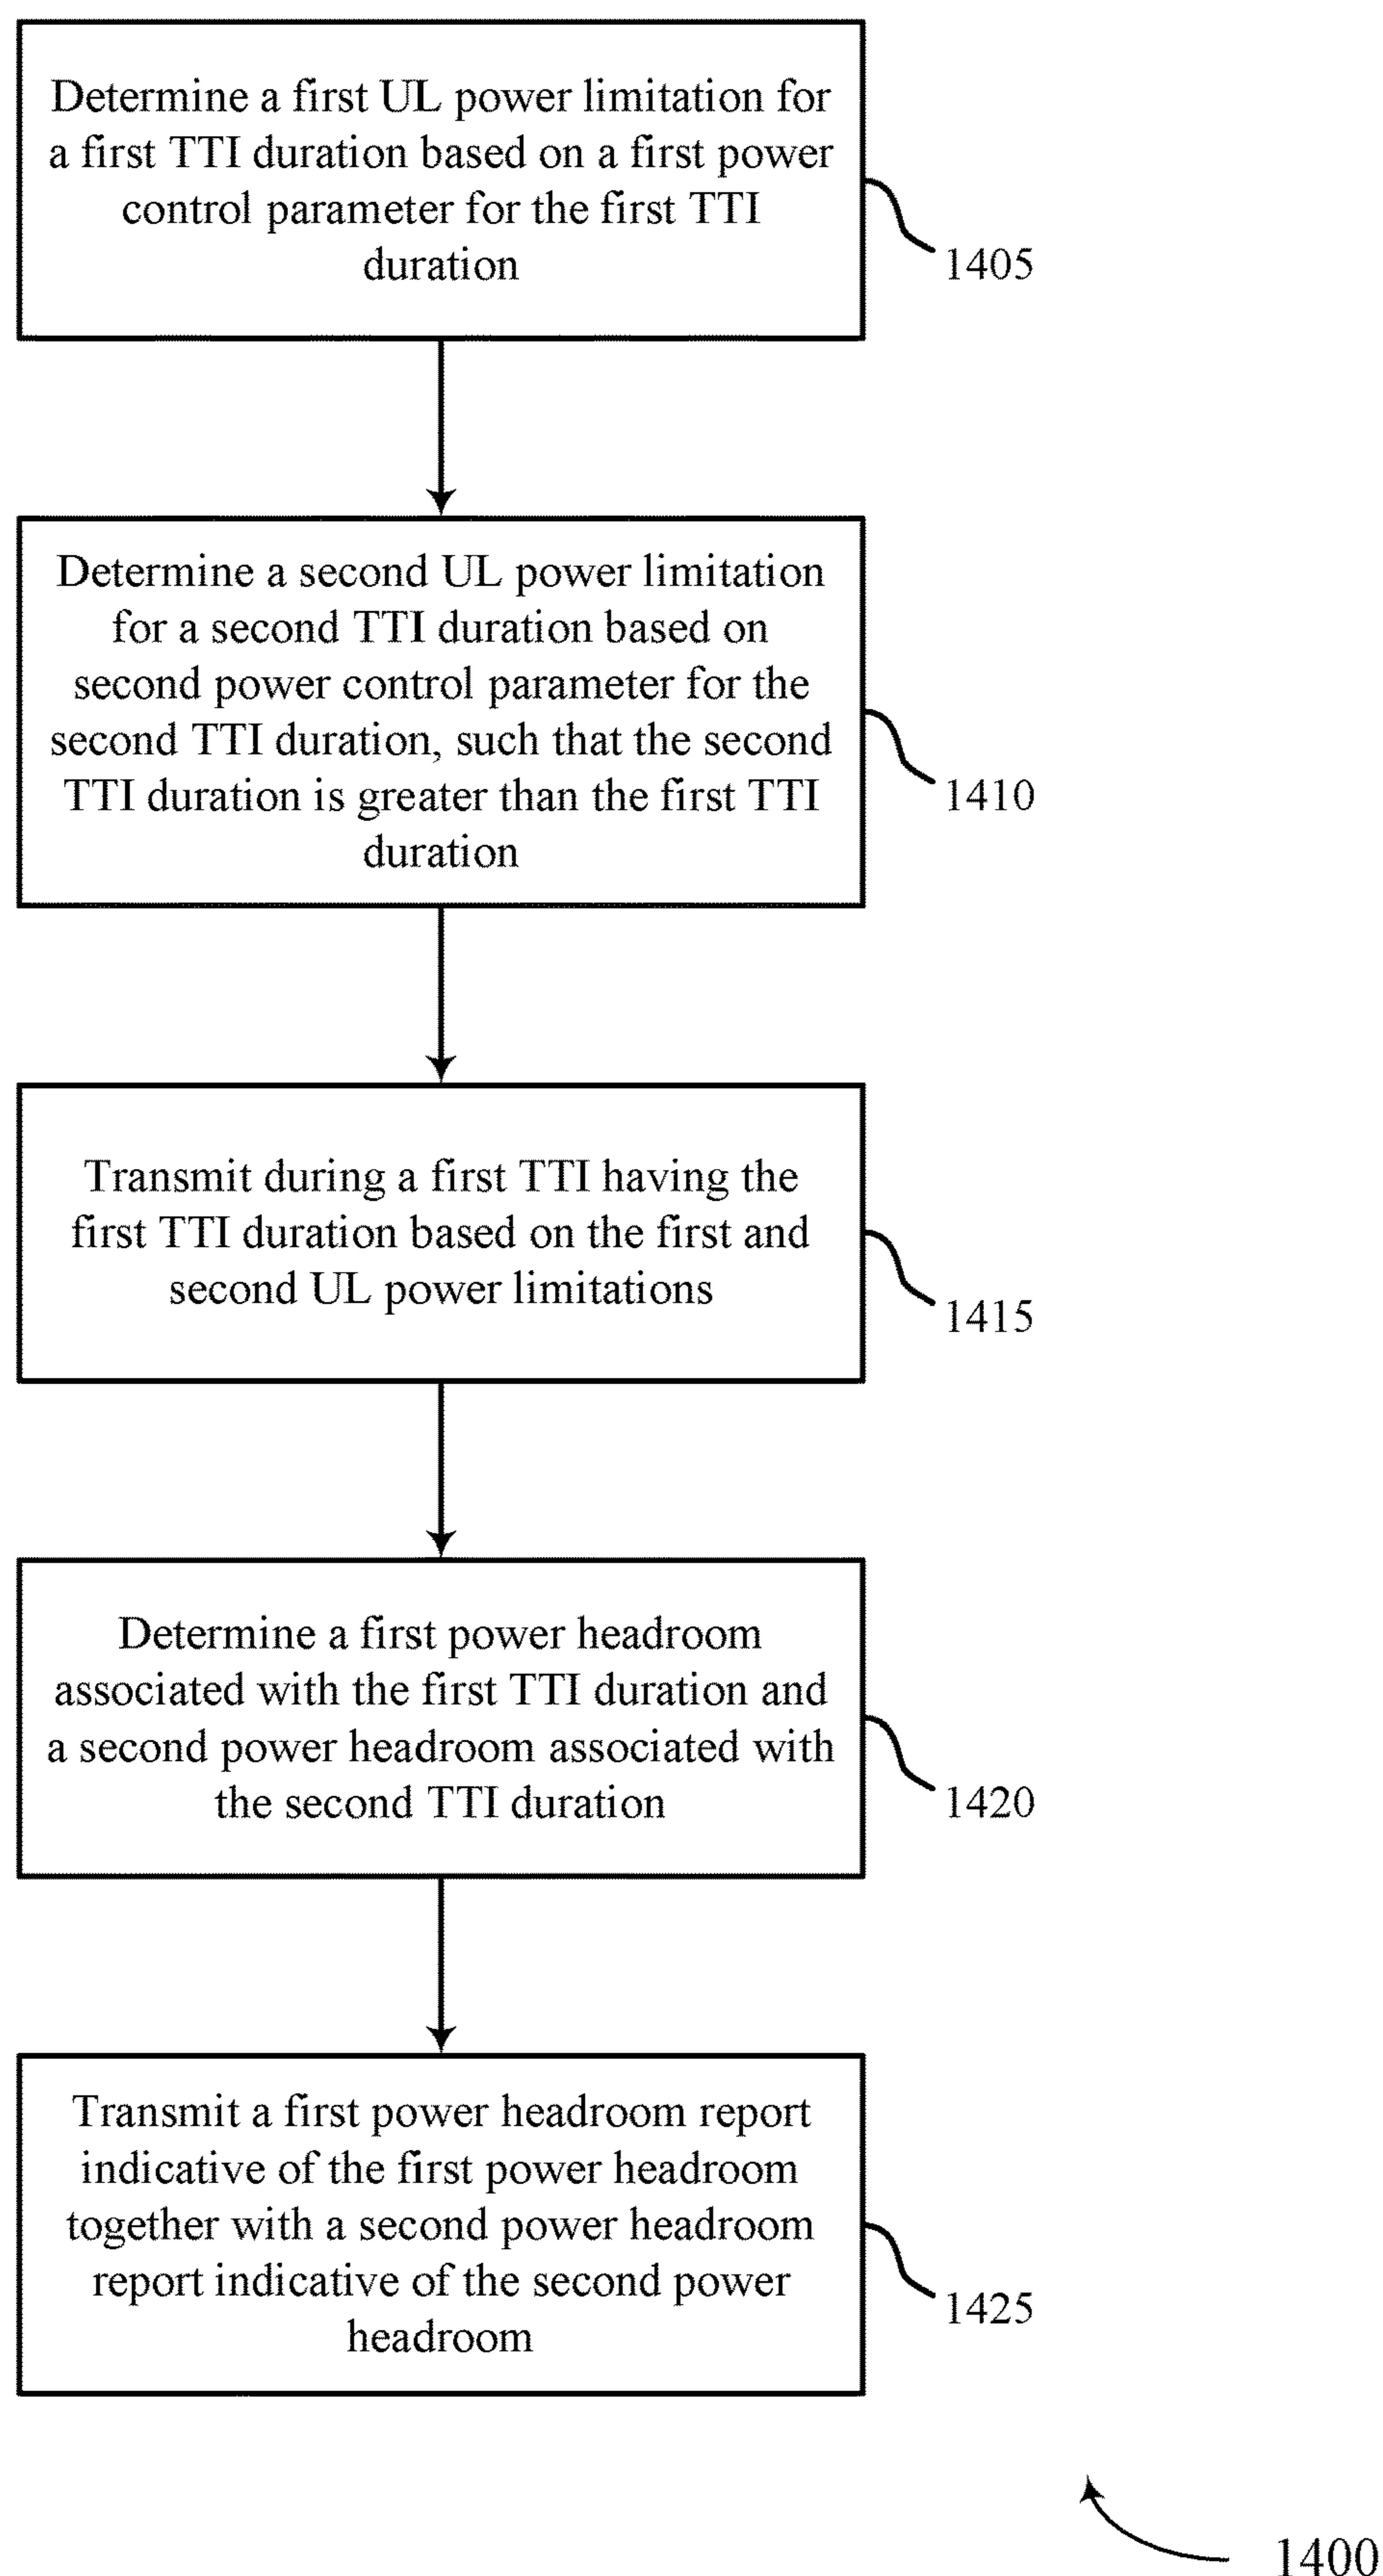 Determine a first UL power limitation for
a first TTI duration based on a first power
control parameter for the first TTI
duration
1405
Determine a second UL power limitation
for a second TTI duration based on
second power control parameter for the
second TTI duration, such that the second
TTI duration is greater than the first TTI
duration
1410
Transmit during a first TTI having the
first TTI duration based on the first and
second UL power limitations
1415
Determine a first power headroom
associated with the first TTI duration and
a second power headroom associated with
the second TTI duration
1420
Transmit a first power headroom report
indicative of the first power headroom
together with a second power headroom
report indicative of the second power
headroom
1425
1400